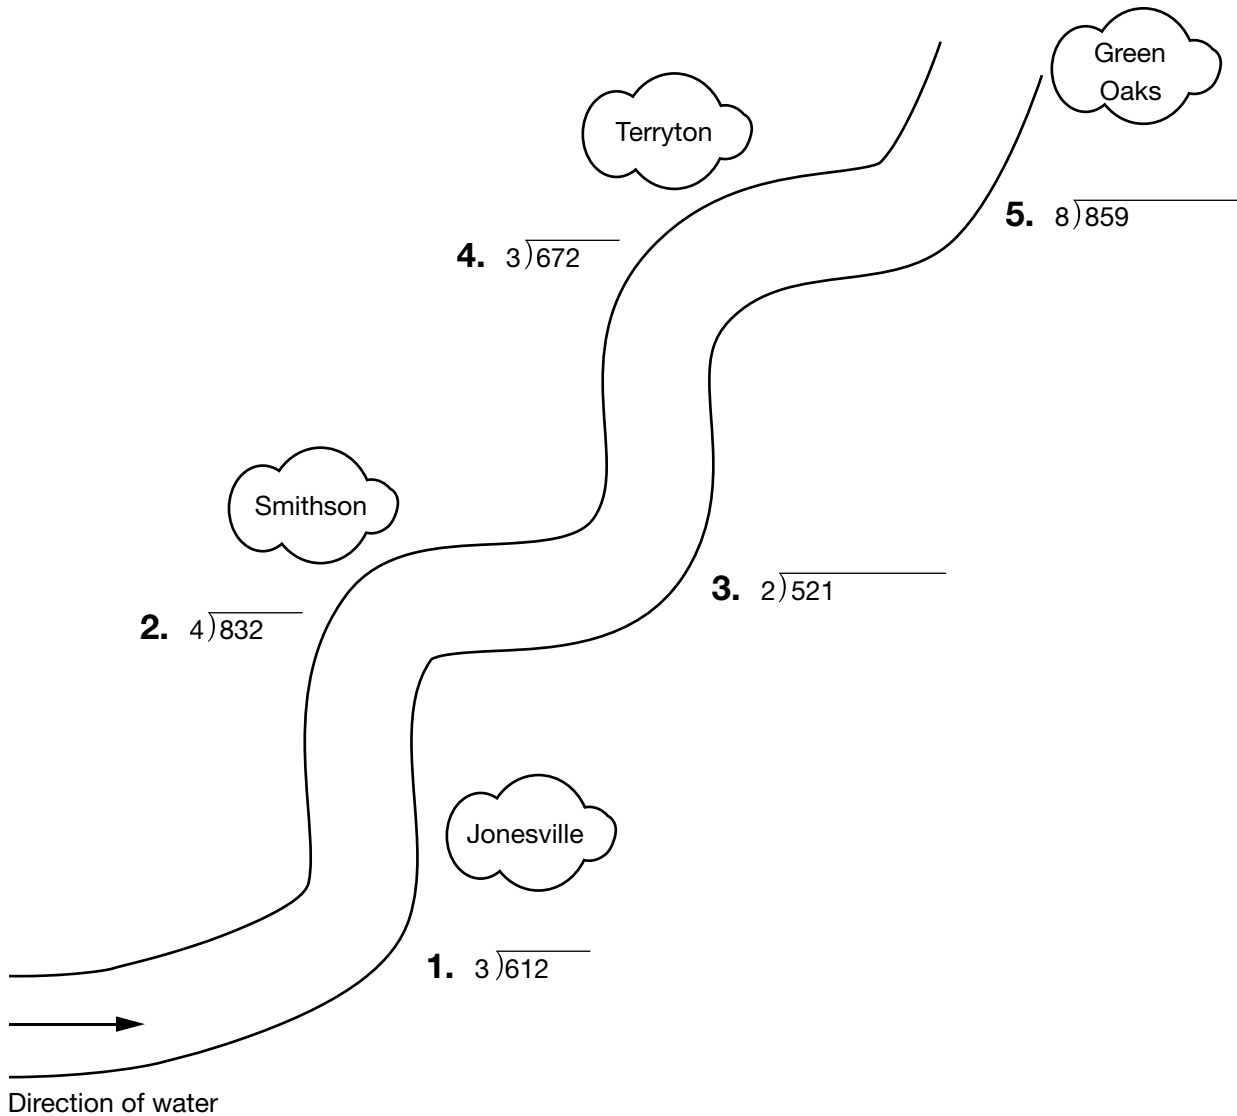 Green
Oaks
Terryton
5. 8)859
4. 3)672
Smithson
3. 2)521
2. 4)832
Jonesville
1. 3)612
Direction of water